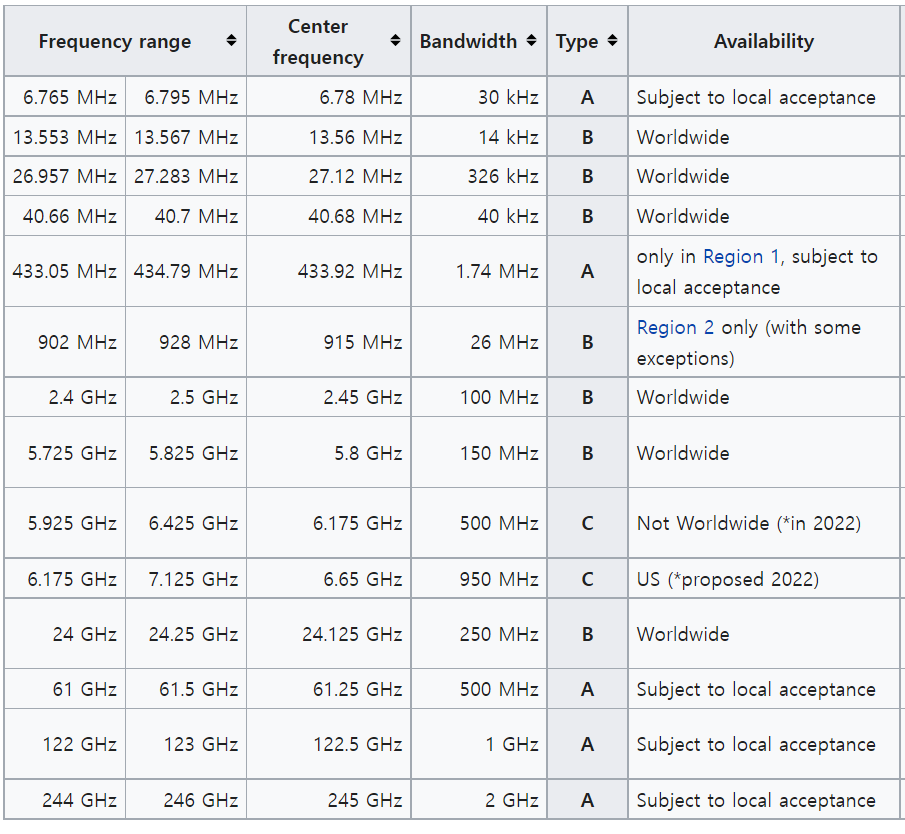 Frequency range Center frequency Bandwidth Type Availability
6.765 MHz 6.795 MHz 6.78 MHz 30 kHz A Subject to local acceptance
13.553 MHz 13.567 MHz 13.56 MHz 14 kHz B Worldwide
26.957 MHz 27.283 MHz 27.12 MHz 326 kHz B Worldwide
40.66 MHz 40.7 MHz 40.68 MHz 40 kHz B Worldwide
433.05 MHz 434.79 MHz 433.92 MHz 1.74 MHz A only in Region 1, subject to
local acceptance
902 MHz 928 MHz 915 MHz 26 MHz B Region 2 only (with some
exceptions)
2.4 GHz 2.5 GHz 2.45 GHz 100 MHz B Worldwide
5.725 GHz 5.825 GHz 5.8 GHz 150 MHz B Worldwide
5.925 GHz 6.425 GHz 6.175 GHz 500 MHz C Not Worldwide (*in 2022)
6.175 GHz 7.125 GHz 6.65 GHz 950 MHz C US (*proposed 2022)
24 GHz 24.25 GHz 24.125 GHz 250 MHz B Worldwide
61 GHz 61.5 GHz 61.25 GHz 500 MHz A Subject to local acceptance
122 GHz 123 GHz 122.5 GHz 1 GHz A Subject to local acceptance
244 GHz 246 GHz 245 GHz 2 GHz A Subject to local acceptance